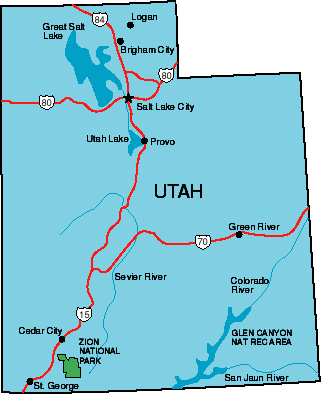 84
Logan
Great Salt
Lake
Brigham City
80
80
Salt Lake City
Utah Lake
Provo
UTAH
Green River
70
Sevier River
Colorado
River
15
Cedar City
ZION
NATIONAL
PARK
GLEN CANYON
NAT REC AREA
St. George
San Jaun River